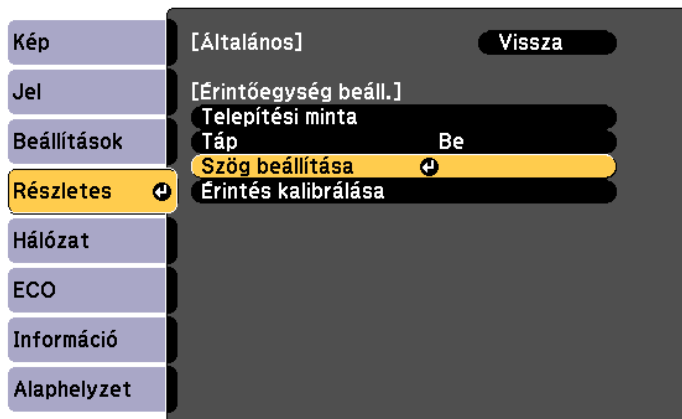 Kép
Jel
Beállítások
Részletes
Hálózat
ECO
Információ
Alaphelyzet
[Általános] Vissza
[Érintőegység beáll.]
Telepítési minta
Táp Be
Szög beállítása
Érintés kalibrálása